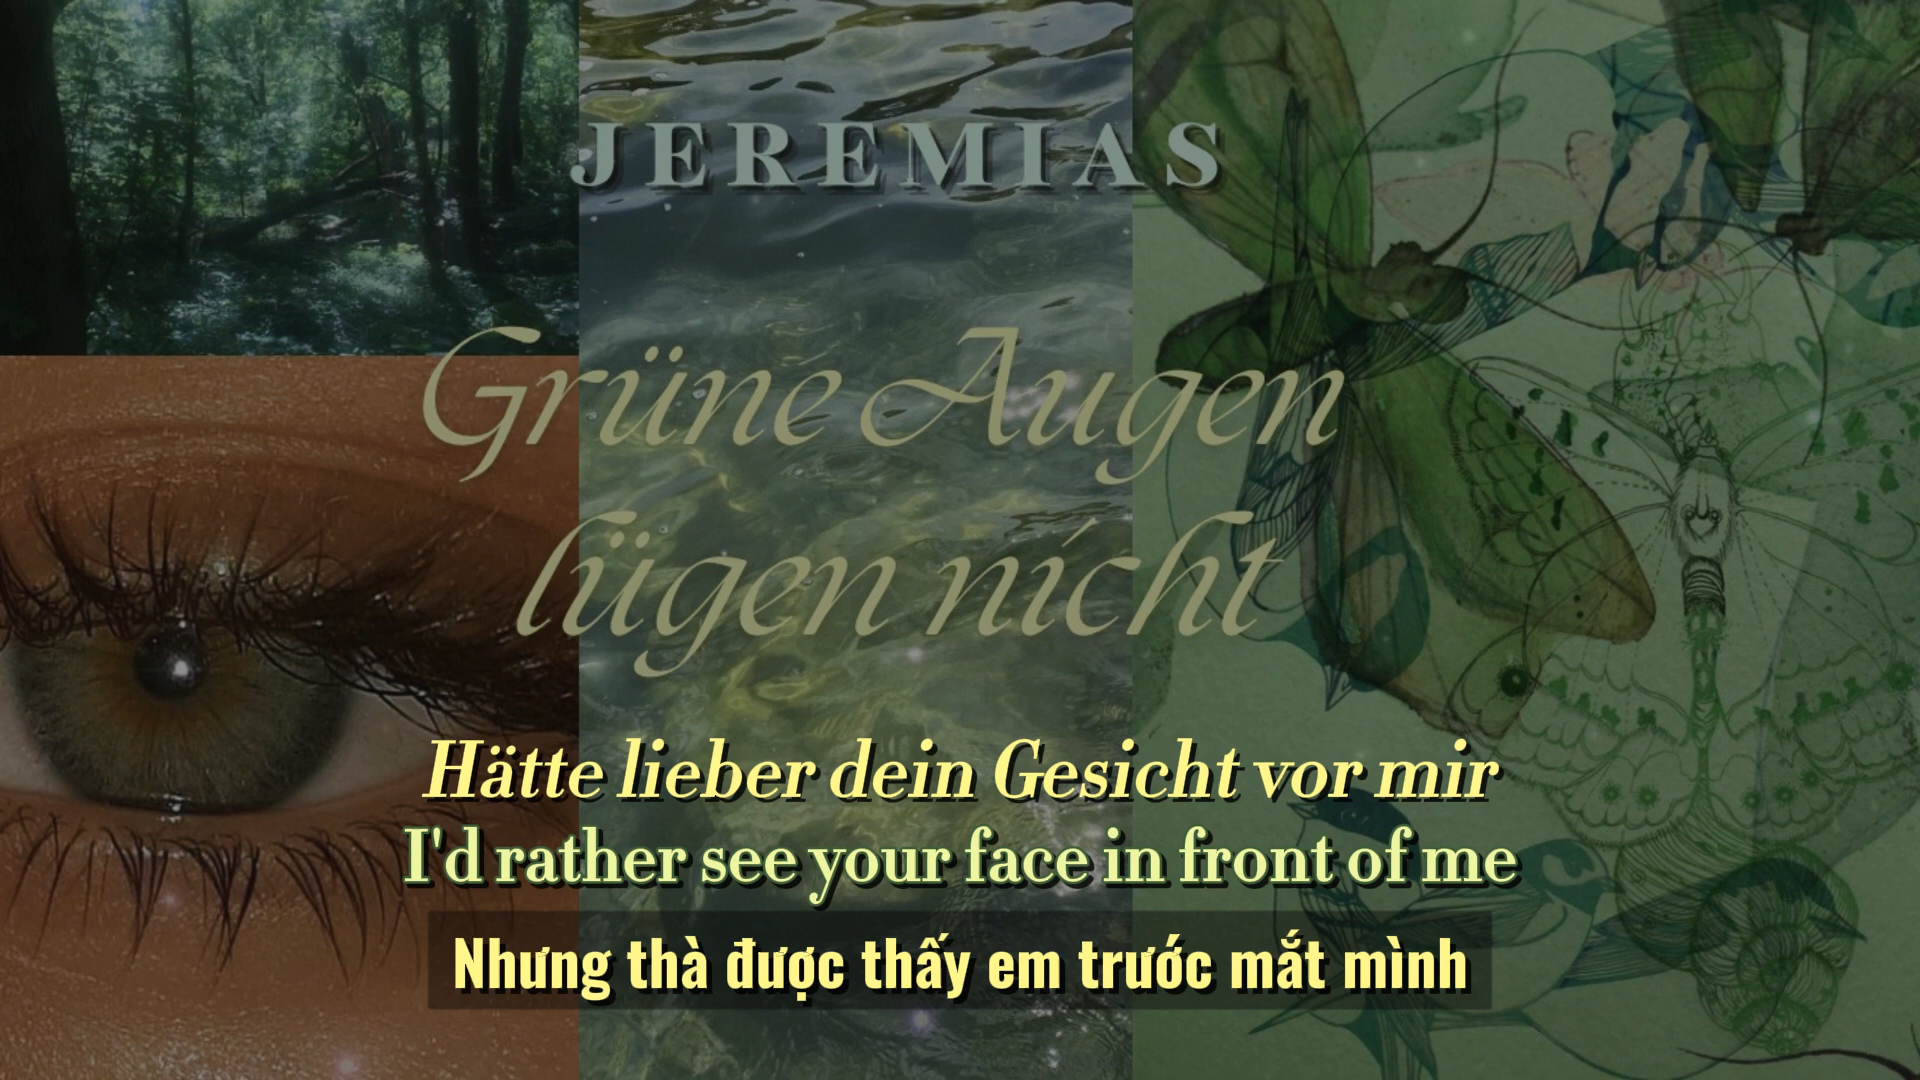 JEREMIAS
Grüne Augen
lügen nicht
Hätte lieber dein Gesicht vor mir
I'd rather see your face in front of me
Nhưng thà được thấy em trước mắt mình